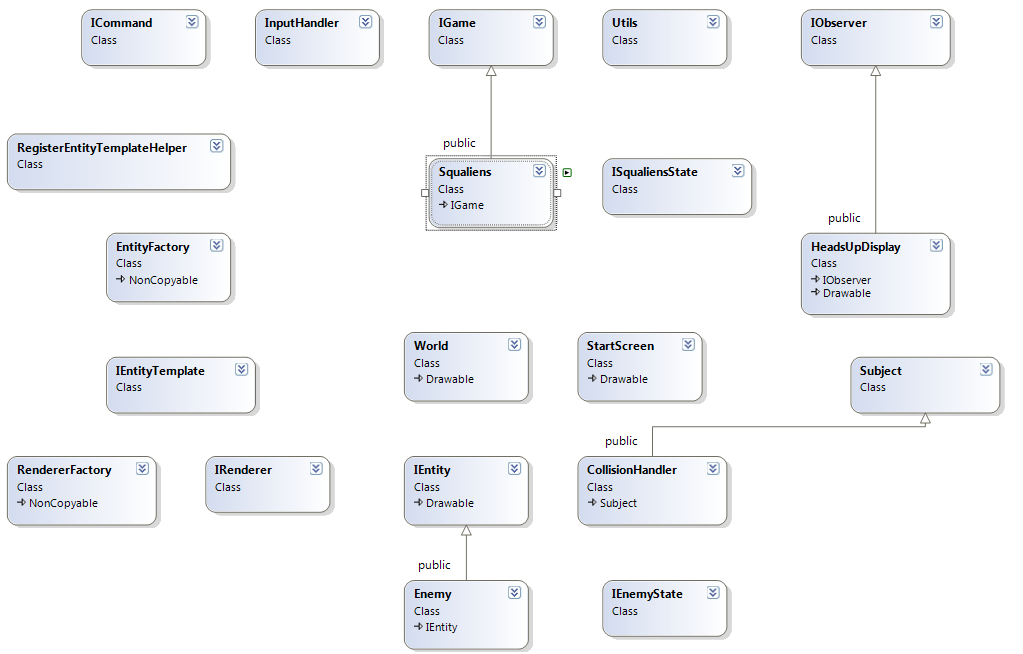 ICommand
Class
InputHandler
Class
IGame
Class
Utils
Class
IObserver
Class
RegisterEntityTemplateHelper
Class
public
Squaliens
Class
IGame
ISqualiensState
Class
public
EntityFactory
Class
NonCopyable
HeadsUpDisplay
Class
IObserver
Drawable
World
Class
Drawable
StartScreen
Class
Drawable
IEntityTemplate
Class
Subject
Class
public
RendererFactory
Class
NonCopyable
IRenderer
Class
IEntity
Class
Drawable
CollisionHandler
Class
Subject
public
Enemy
Class
IEntity
IEnemyState
Class